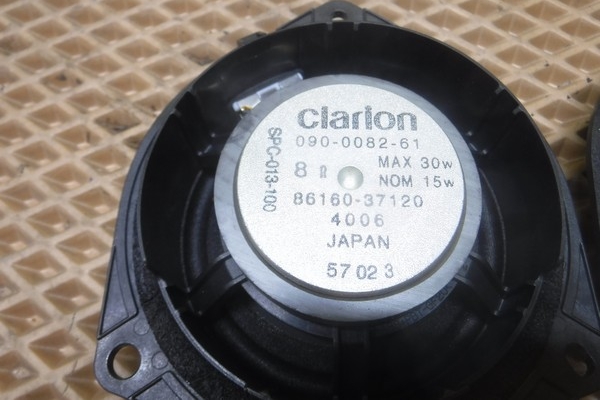 clarion
090-0082-61
8Ω MAX 30w
NOM 15w
86160-37120
4006
JAPAN
57 02 3
SPC-013-100